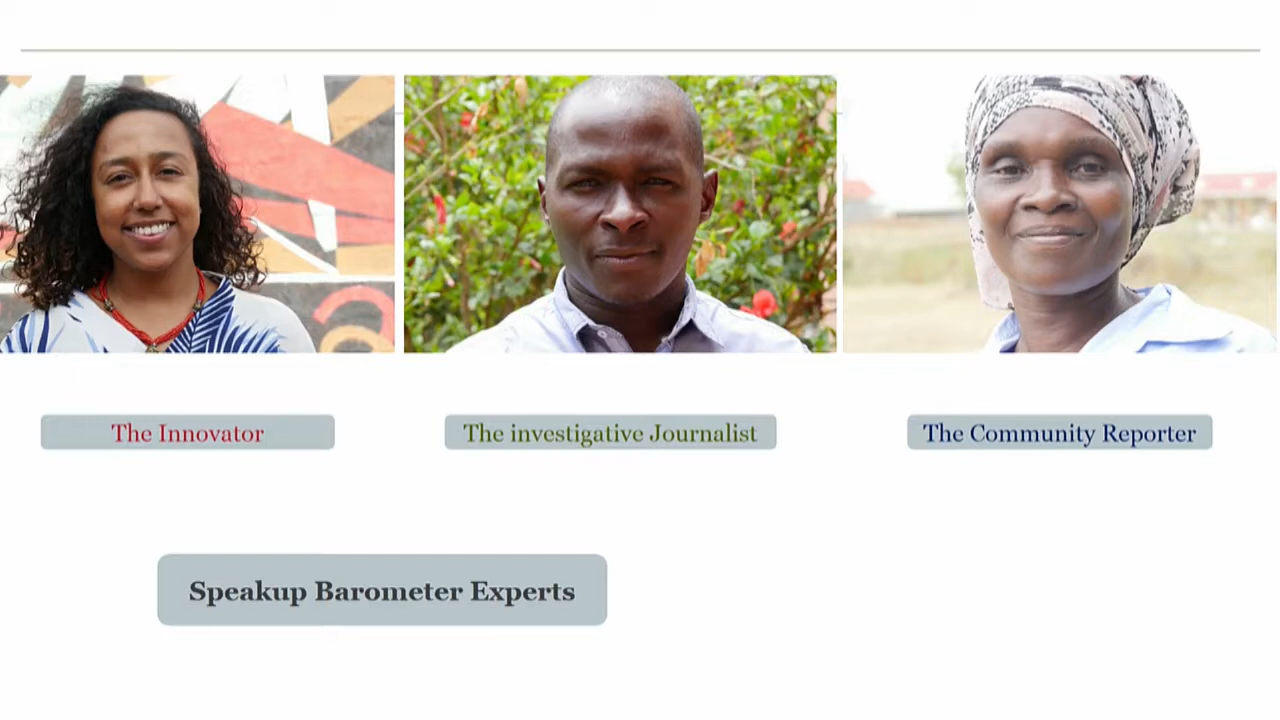 The Innovator
The investigative Journalist
The Community Reporter
Speakup Barometer Experts